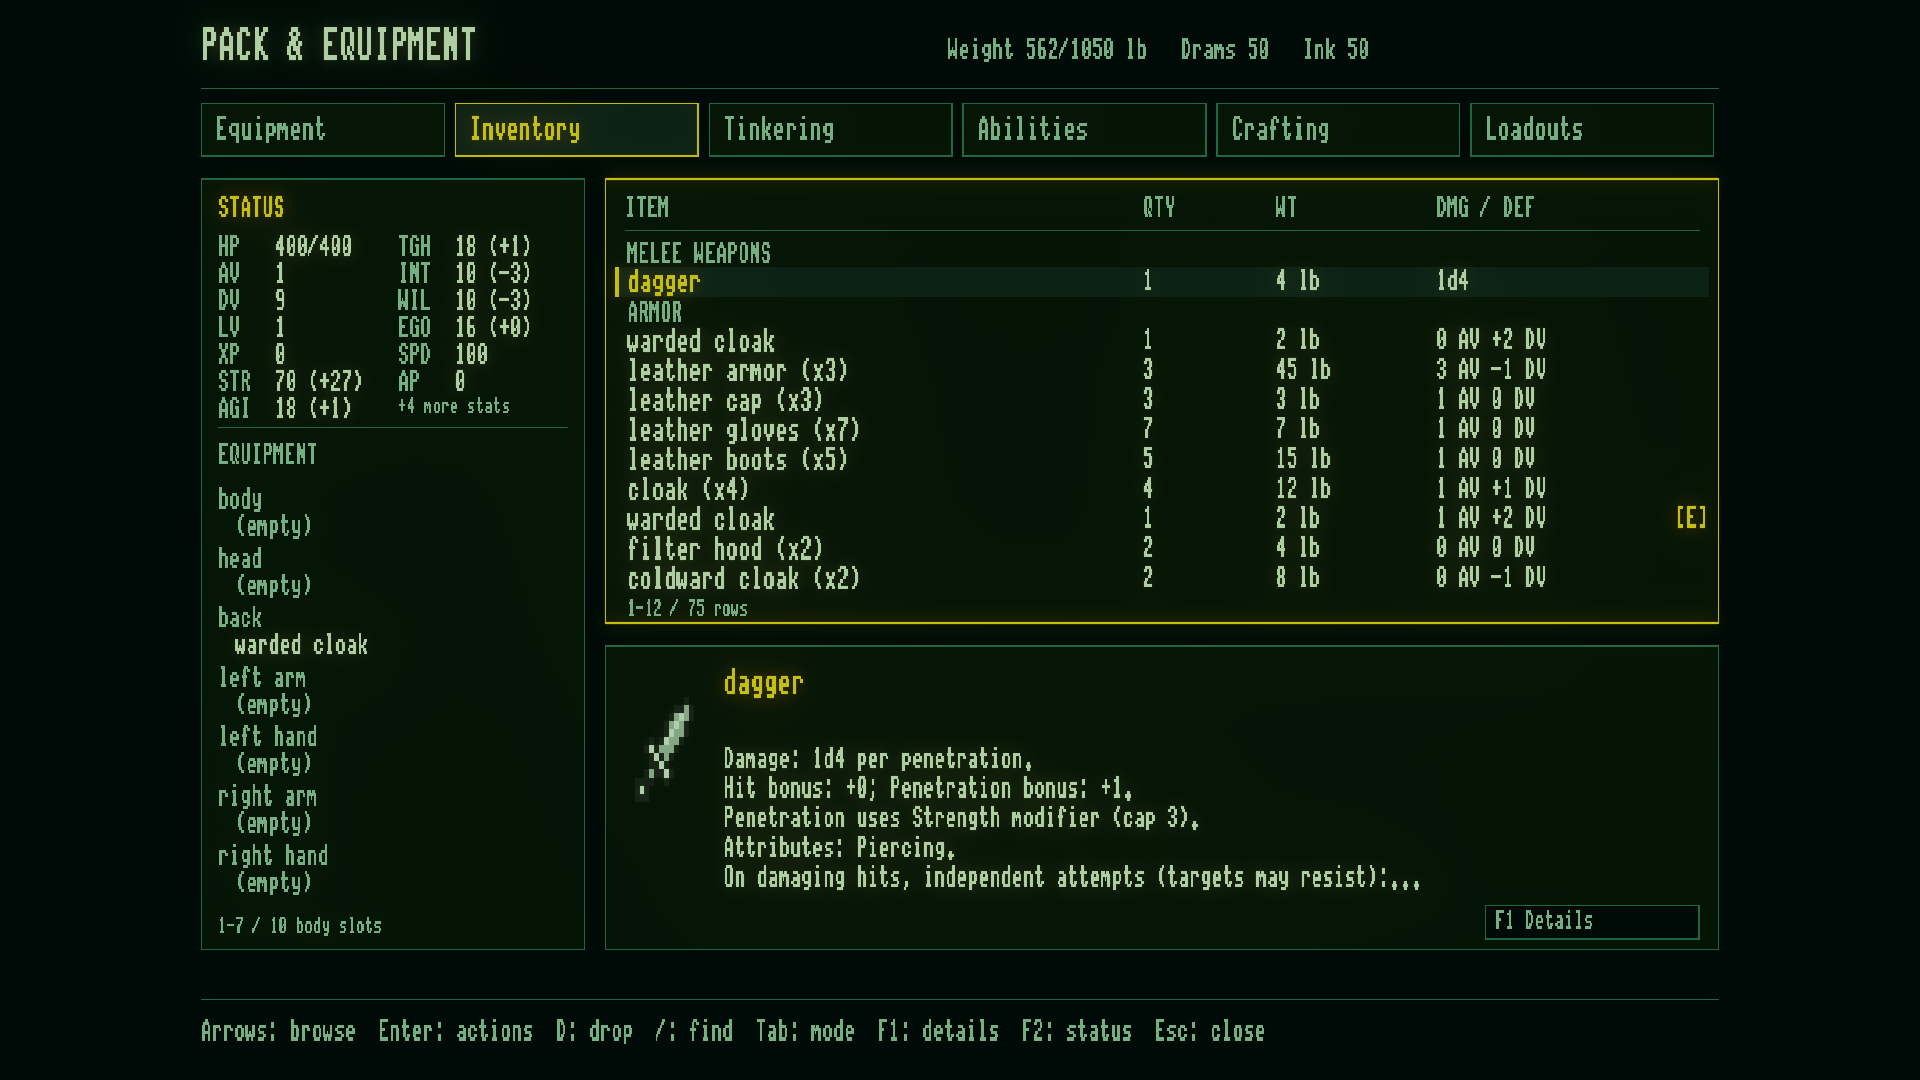 PACK & EQUIPMENT
Weight 562/1050 lb Drams 50 Ink 50
Equipment Inventory Tinkering Abilities Crafting Loadouts
STATUS
HP 400/400 TGH 18 (+1)
AV 1 INT 10 (-3)
DV 9 WIL 10 (-3)
LV 1 EGO 16 (+0)
XP 0 SPD 100
STR 70 (+27) AP 0
AGI 18 (+1) +4 more stats
EQUIPMENT
body
(empty)
head
(empty)
back
warded cloak
left arm
(empty)
left hand
(empty)
right arm
(empty)
right hand
(empty)
1-7 / 10 body slots
ITEM QTY WT DMG / DEF
MELEE WEAPONS
dagger 1 4 lb 1d4
ARMOR
warded cloak 1 2 lb 0 AV +2 DV
leather armor (x3) 3 45 lb 3 AV -1 DV
leather cap (x3) 3 3 lb 1 AV 0 DV
leather gloves (x7) 7 7 lb 1 AV 0 DV
leather boots (x5) 5 15 lb 1 AV 0 DV
cloak (x4) 4 12 lb 1 AV +1 DV
warded cloak 1 2 lb 1 AV +2 DV [E]
filter hood (x2) 2 4 lb 0 AV 0 DV
coldward cloak (x2) 2 8 lb 0 AV -1 DV
1-12 / 75 rows
dagger
Damage: 1d4 per penetration.
Hit bonus: +0; Penetration bonus: +1.
Penetration uses Strength modifier (cap 3).
Attributes: Piercing.
On damaging hits, independent attempts (targets may resist):...
F1 Details
Arrows: browse Enter: actions D: drop /: find Tab: mode F1: details F2: status Esc: close